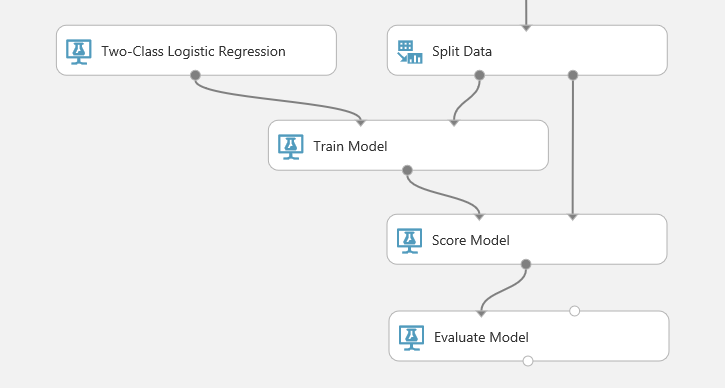 Two-Class Logistic Regression
Split Data
Train Model
Score Model
Evaluate Model